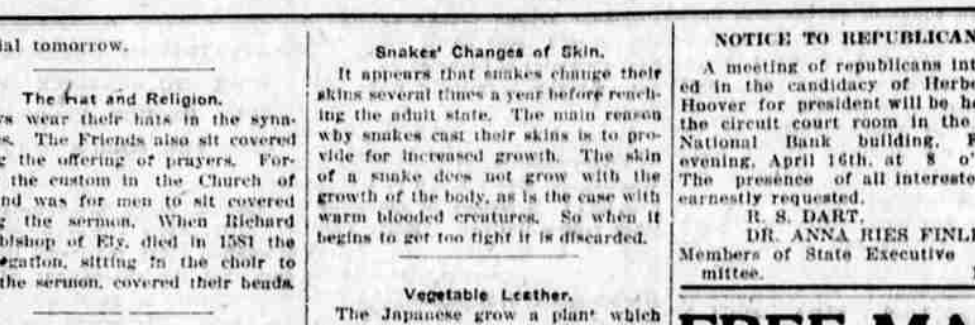 ial tomorrow.
The Hat and Religion.
rs wear their hats in the syna-
s. The Friends also sit covered
g the offering of prayers. For-
the custom in the Church of
nd was for men to sit covered
g the sermon. When Richard
bishop of Ely, died in 1581 the
egation, sitting in the choir to
the sermon, covered their heads.
Snakes' Changes of Skin.
It appears that snakes change their
skins several times a year before reach-
ing the adult state. The main reason
why snakes cast their skins is to pro-
vide for increased growth. The skin
of a snake does not grow with the
growth of the body, as is the case with
warm blooded creatures. So when it
begins to get too tight it is discarded.
Vegetable Leather.
The Japanese grow a plant which
NOTICE TO REPUBLICAN
A meeting of republicans int
ed in the candidacy of Herbe
Hoover for president will be h
the circuit court room in the
National Bank building, F
evening, April 16th, at 8 o
The presence of all intereste
earnestly requested.
R. S. DART.
DR. ANNA RIES FINL
Members of State Executive
mittee.
FREE MA